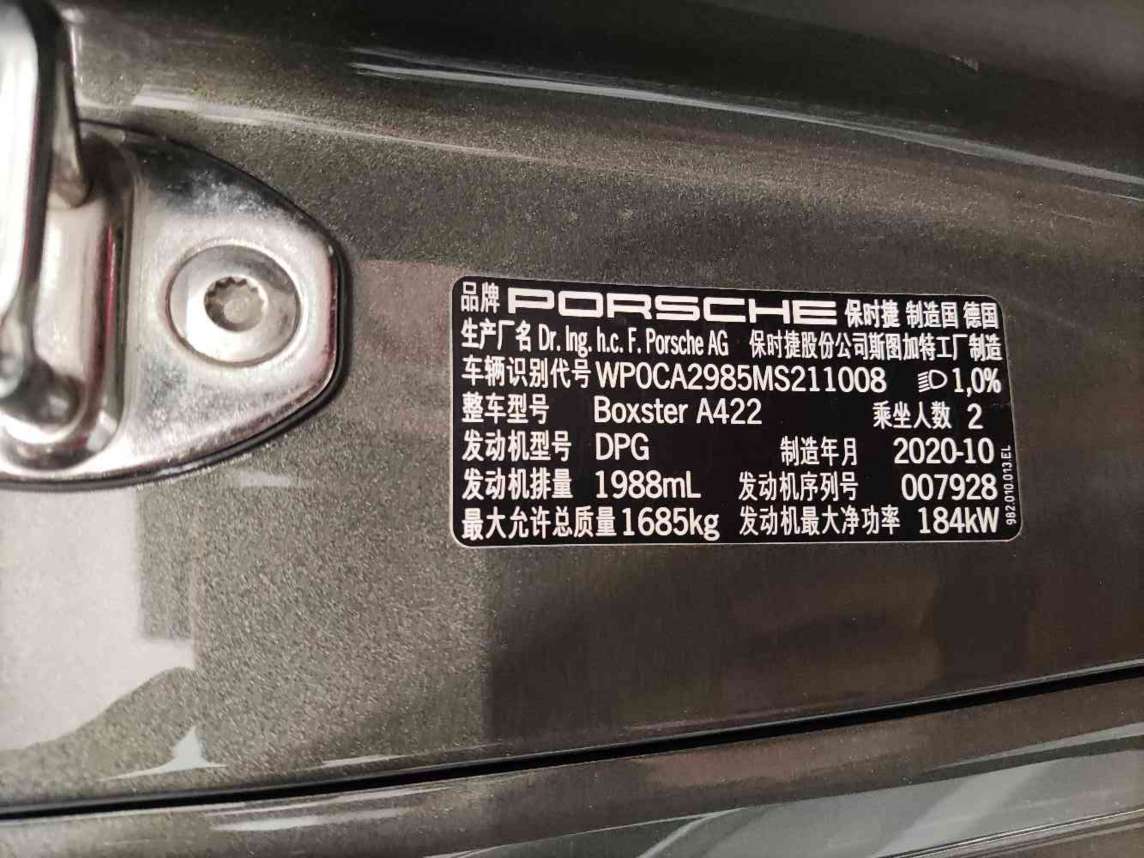 品牌 PORSCHE 保时捷 制造国 德国
生产厂名 Dr. Ing. h.c. F. Porsche AG 保时捷股份公司斯图加特工厂制造
车辆识别代号 WP0CA2985MS211008 1,0%
整车型号 Boxster A422 乘坐人数 2
发动机型号 DPG 制造年月 2020-10
发动机排量 1988mL 发动机序列号 007928
最大允许总质量 1685kg 发动机最大净功率 184kW
982.010.013.EL